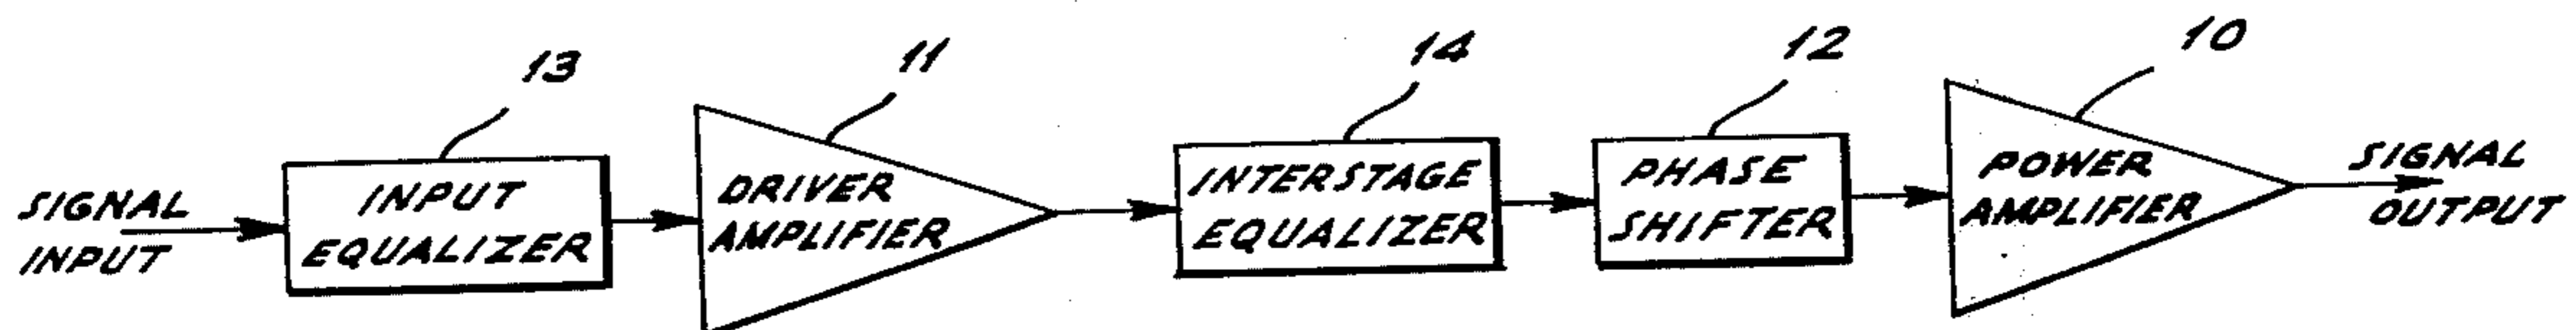 13
11
14
12
10
SIGNAL
INPUT
INPUT
EQUALIZER
DRIVER
AMPLIFIER
INTERSTAGE
EQUALIZER
PHASE
SHIFTER
POWER
AMPLIFIER
SIGNAL
OUTPUT